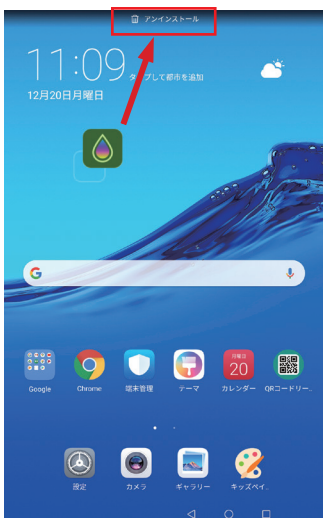 アンインストール
11:09
タップして都市を追加
12月20日月曜日
G
月曜日
20
Google
Chrome
端末管理
テーマ
カレンダー
QRコードリー...
設定
カメラ
ギャラリー
キッズペイ...